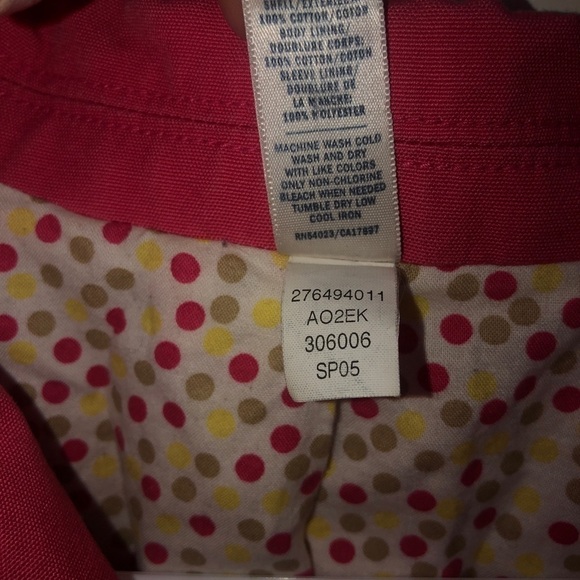 100% COTTON/COTON
BODY LINING/
DOUBLURE CORPS:
100% COTTON/COTON
SLEEVE LINING/
DOUBLURE DE
LA MANCHE:
100% POLYESTER
MACHINE WASH COLD
WASH AND DRY
WITH LIKE COLORS
ONLY NON-CHLORINE
BLEACH WHEN NEEDED
TUMBLE DRY LOW
COOL IRON
RN54023/CA17897
276494011
AO2EK
306006
SP05